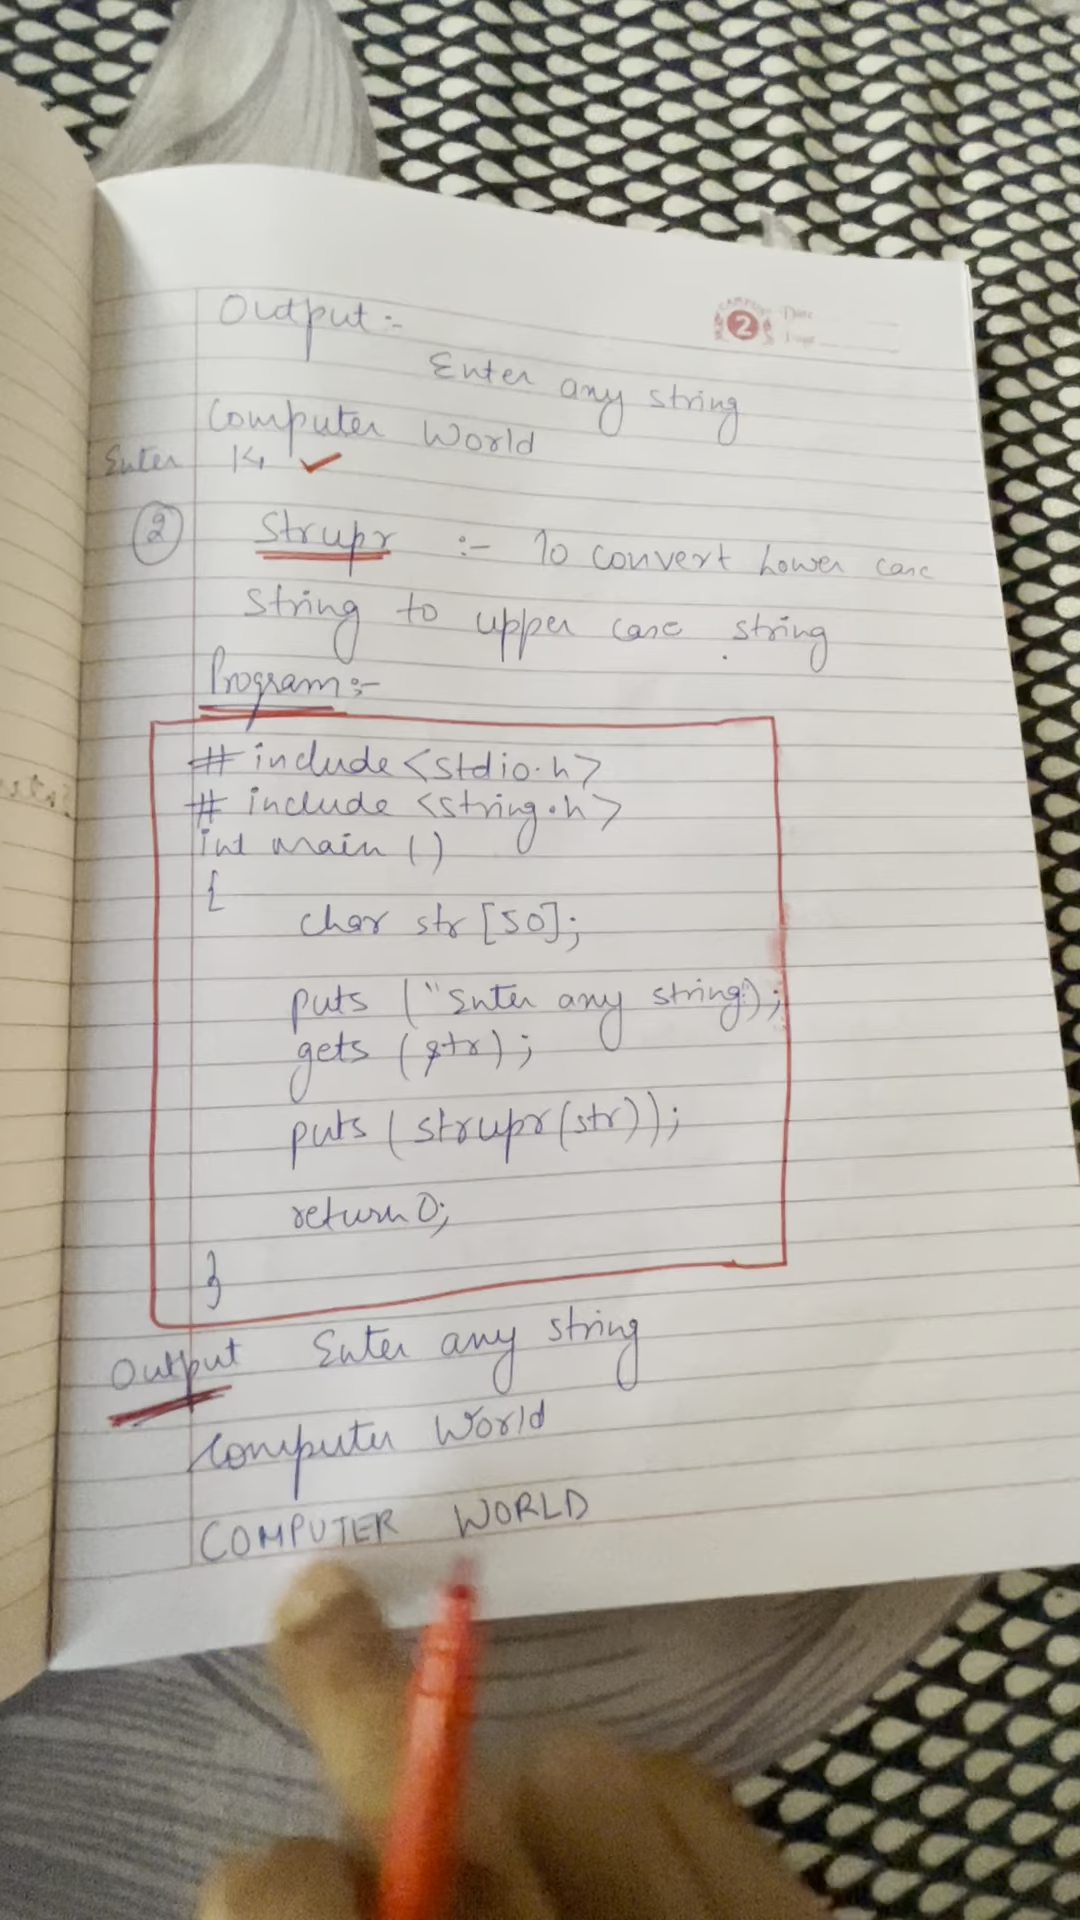 Output:-
2 Date
Enter any string
Computer World
Enter 14 ✓
② Strupr :- To convert Lower case
string to upper case string
Program:-
# include <stdio.h>
# include <string.h>
int main ()
{
char str [50];
puts ("Enter any string");
gets (str);
puts (strupr(str));
return 0;
}
Output Enter any string
Computer World
COMPUTER WORLD